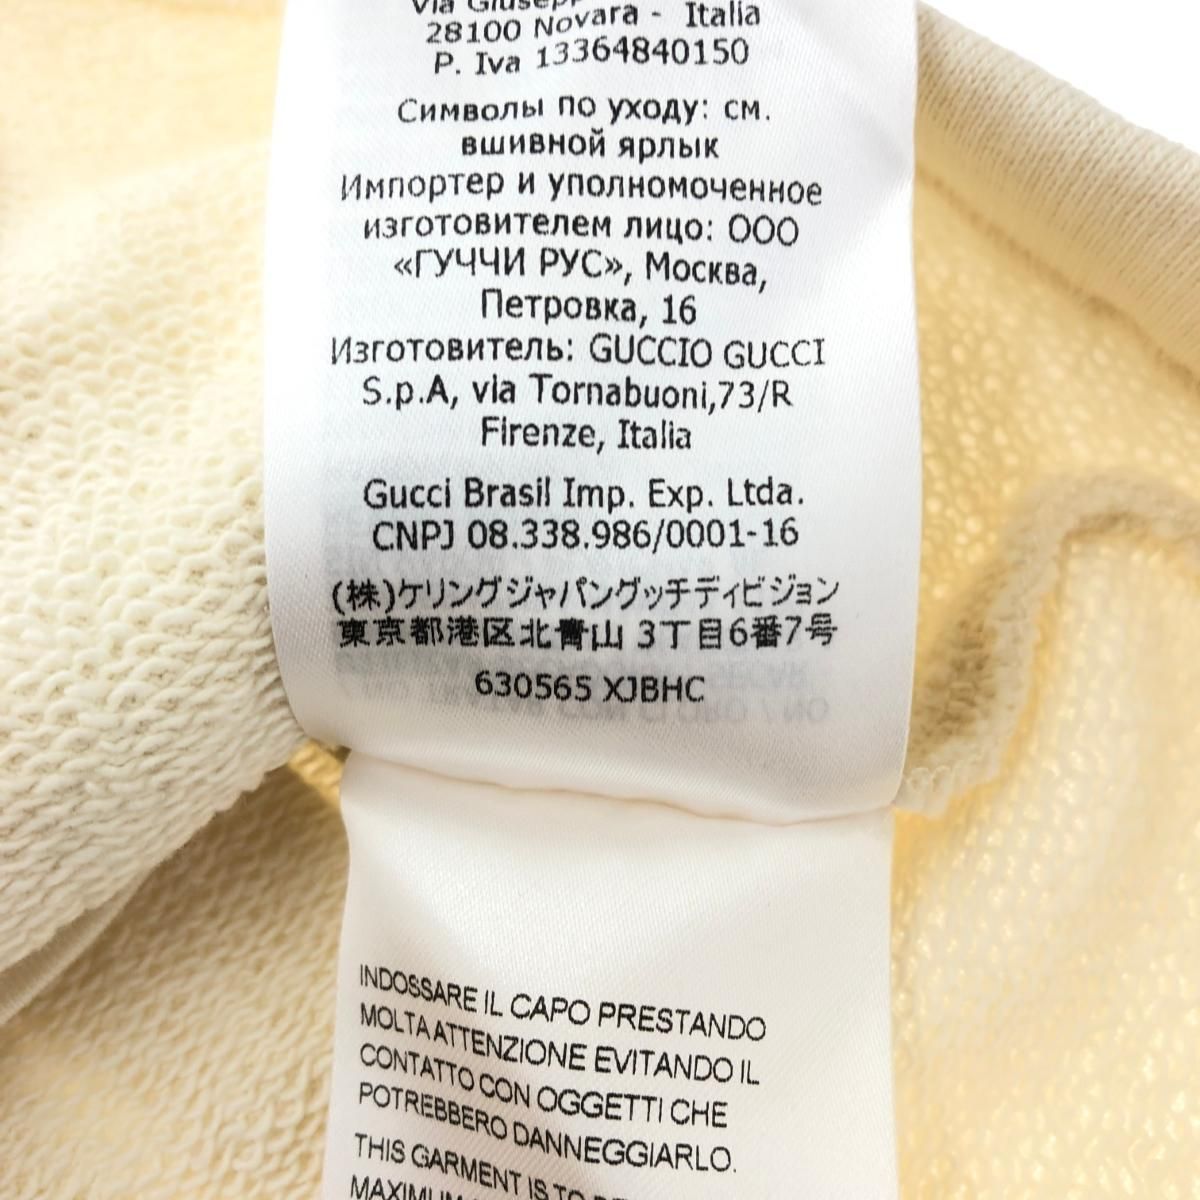 Via Giusepp
28100 Novara - Italia
P. Iva 13364840150
Символы по уходу: см.
вшивной ярлык
Импортер и уполномоченное
изготовителем лицо: ООО
«ГУЧЧИ РУС», Москва,
Петровка, 16
Изготовитель: GUCCIO GUCCI
S.p.A, via Tornabuoni,73/R
Firenze, Italia
Gucci Brasil Imp. Exp. Ltda.
CNPJ 08.338.986/0001-16
(株)ケリングジャパングッチディビジョン
東京都港区北青山 3丁目6番7号
630565 XJBHC
INDOSSARE IL CAPO PRESTANDO
MOLTA ATTENZIONE EVITANDO IL
CONTATTO CON OGGETTI CHE
POTREBBERO DANNEGGIARLO.
THIS GARMENT IS TO BE